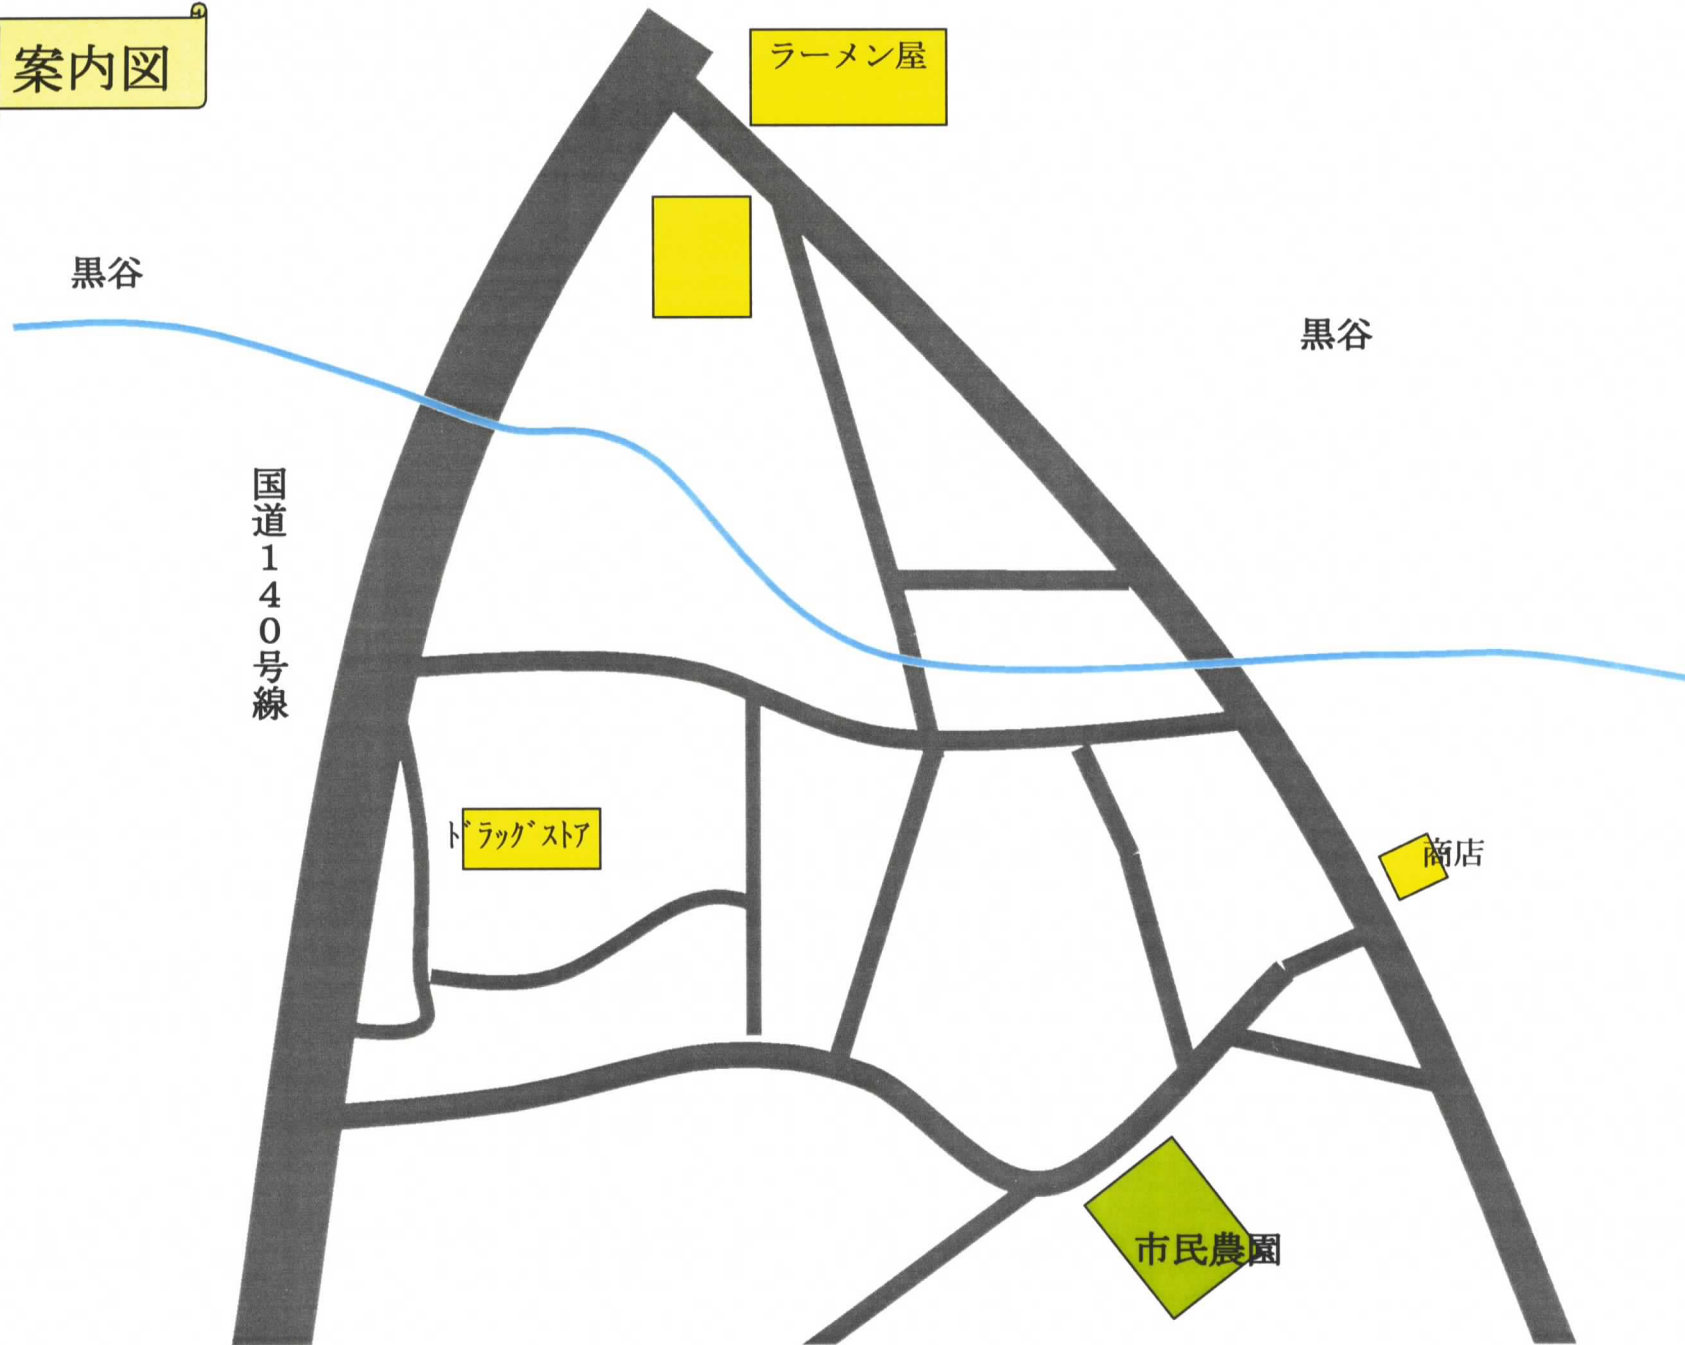 案内図
ラーメン屋
黒谷
黒谷
国道140号線
ﾄﾞﾗｯｸﾞｽﾄｱ
商店
市民農園